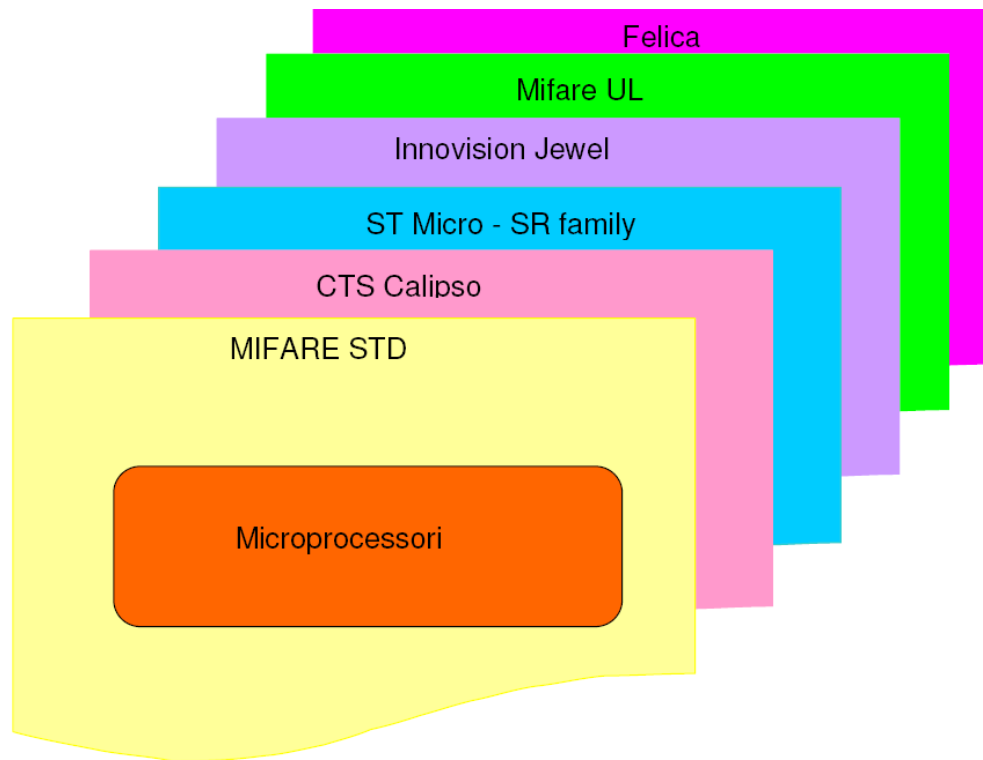 Felica
Mifare UL
Innovision Jewel
ST Micro - SR family
CTS Calipso
MIFARE STD
Microprocessori